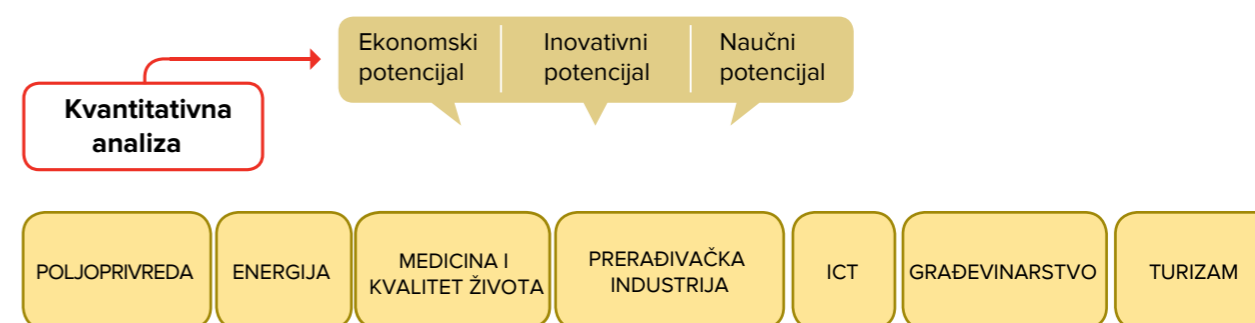 Ekonomski
potencijal
Inovativni
potencijal
Naučni
potencijal
Kvantitativna
analiza
POLJOPRIVREDA
ENERGIJA
MEDICINA I
KVALITET ŽIVOTA
PRERAĐIVAČKA
INDUSTRIJA
ICT
GRAĐEVINARSTVO
TURIZAM